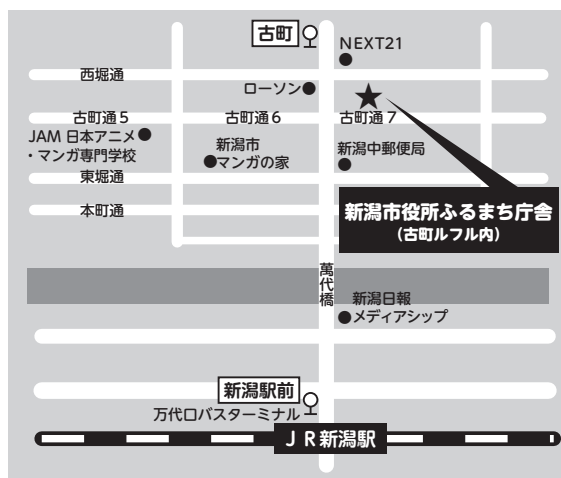 古町
NEXT21
西堀通
ローソン
古町通5
古町通6
古町通7
JAM 日本アニメ
・マンガ専門学校
新潟市
マンガの家
新潟中郵便局
東堀通
本町通
新潟市役所ふるまち庁舎
(古町ルフル内)
萬代橋
新潟日報
メディアシップ
新潟駅前
万代口バスターミナル
JR新潟駅